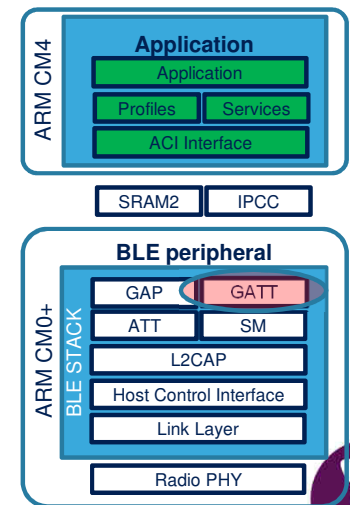 ARM CM4
Application
Application
Profiles Services
ACI Interface
SRAM2 IPCC
ARM CM0+
BLE peripheral
BLE STACK
GAP GATT
ATT SM
L2CAP
Host Control Interface
Link Layer
Radio PHY